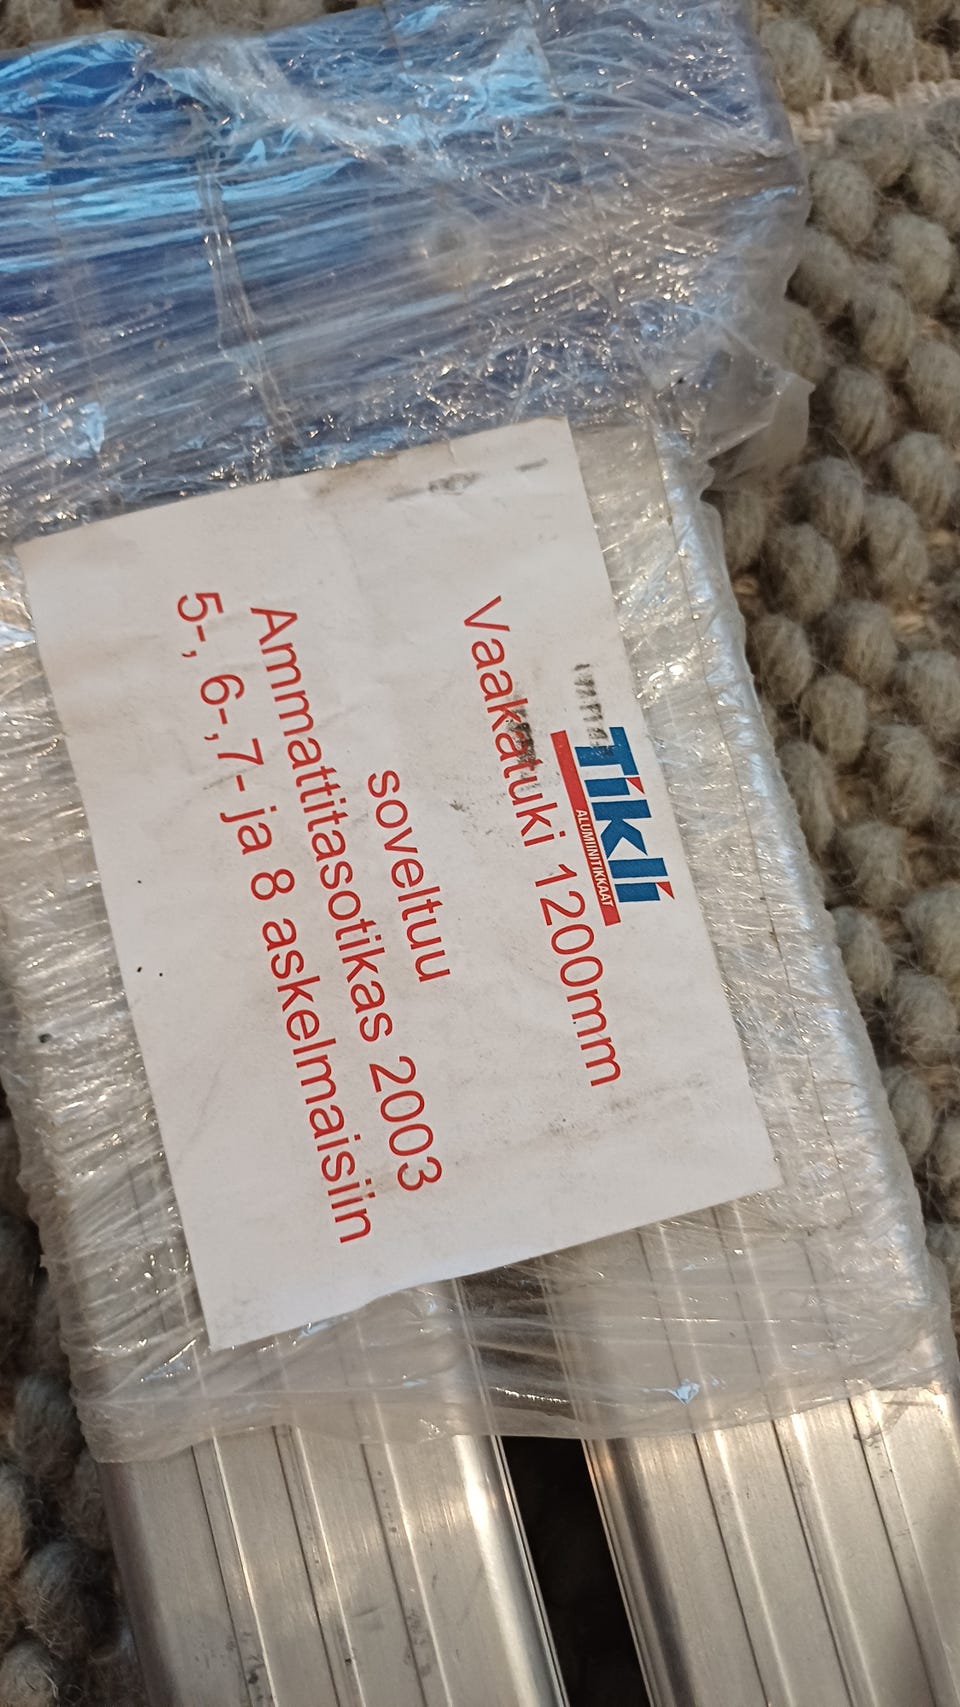 Tikli
ALUMIINITIKKAAT
Vaakatuki 1200mm
soveltuu
Ammattitasotikas 2003
5-, 6-,7- ja 8 askelmaisiin